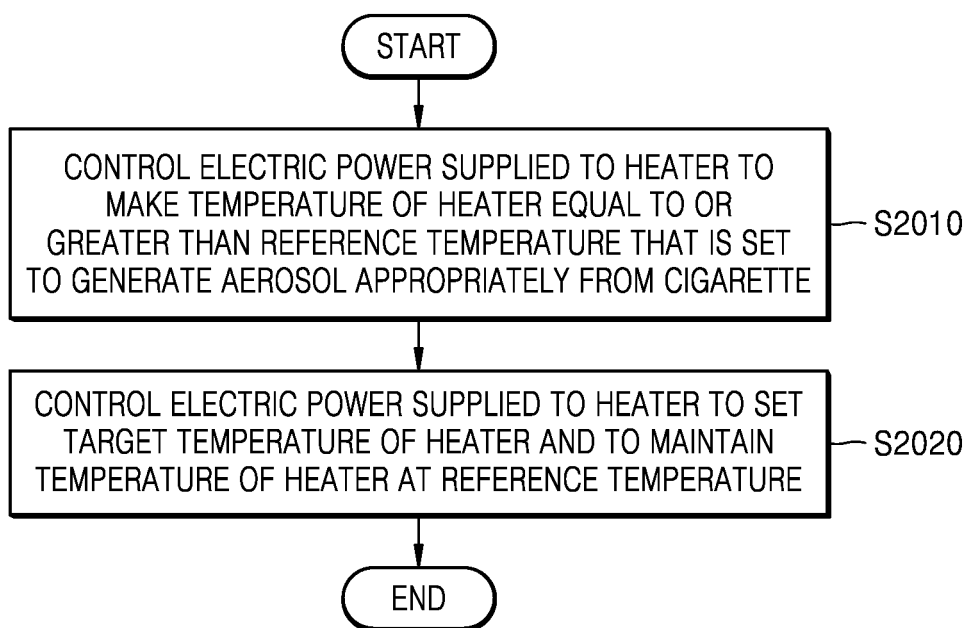 START
CONTROL ELECTRIC POWER SUPPLIED TO HEATER TO
MAKE TEMPERATURE OF HEATER EQUAL TO OR
GREATER THAN REFERENCE TEMPERATURE THAT IS SET
TO GENERATE AEROSOL APPROPRIATELY FROM CIGARETTE
S2010
CONTROL ELECTRIC POWER SUPPLIED TO HEATER TO SET
TARGET TEMPERATURE OF HEATER AND TO MAINTAIN
TEMPERATURE OF HEATER AT REFERENCE TEMPERATURE
S2020
END